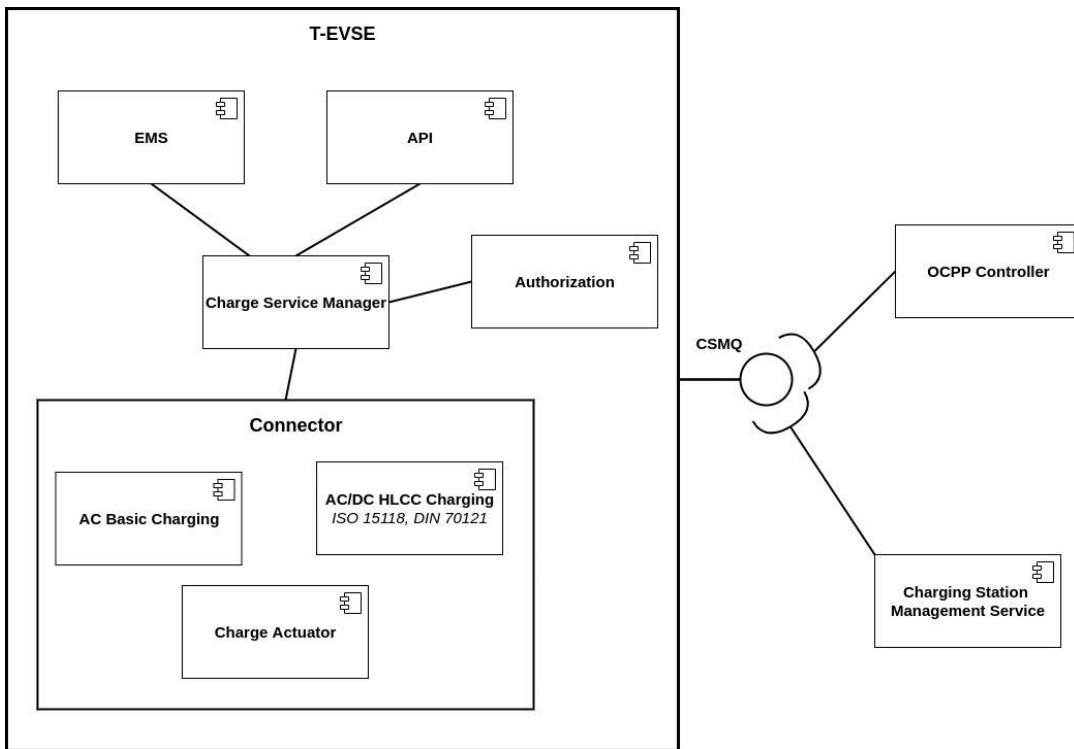 T-EVSE
EMS
API
Charge Service Manager
Authorization
OCPP Controller
CSMQ
Connector
AC Basic Charging
AC/DC HLCC Charging
ISO 15118, DIN 70121
Charge Actuator
Charging Station
Management Service